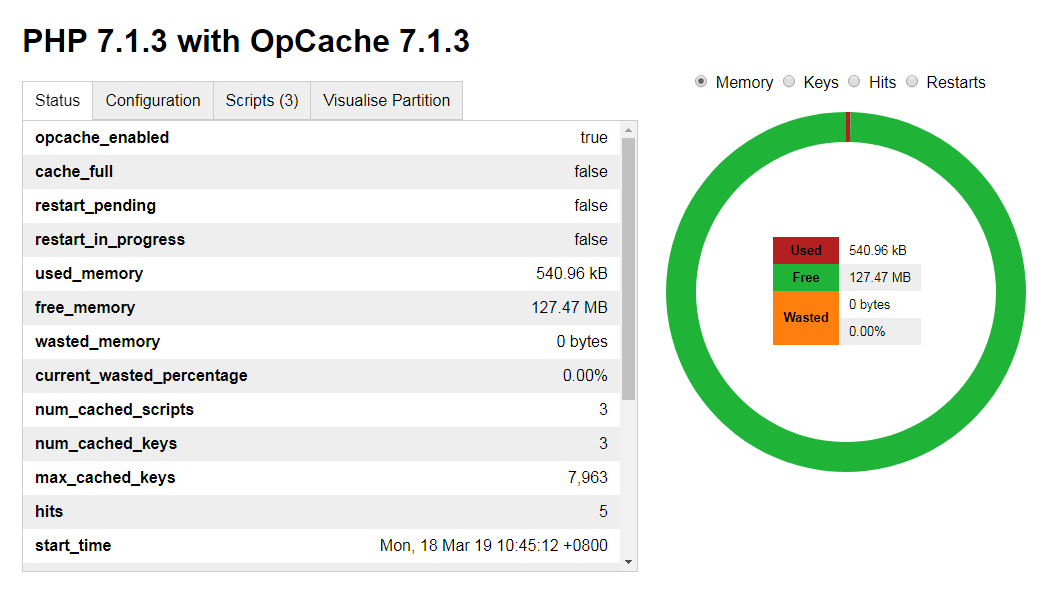 PHP 7.1.3 with OpCache 7.1.3
Status Configuration Scripts (3) Visualise Partition
opcache_enabled true
cache_full false
restart_pending false
restart_in_progress false
used_memory 540.96 kB
free_memory 127.47 MB
wasted_memory 0 bytes
current_wasted_percentage 0.00%
num_cached_scripts 3
num_cached_keys 3
max_cached_keys 7,963
hits 5
start_time Mon, 18 Mar 19 10:45:12 +0800
Memory Keys Hits Restarts
Used 540.96 kB
Free 127.47 MB
Wasted 0 bytes
0.00%